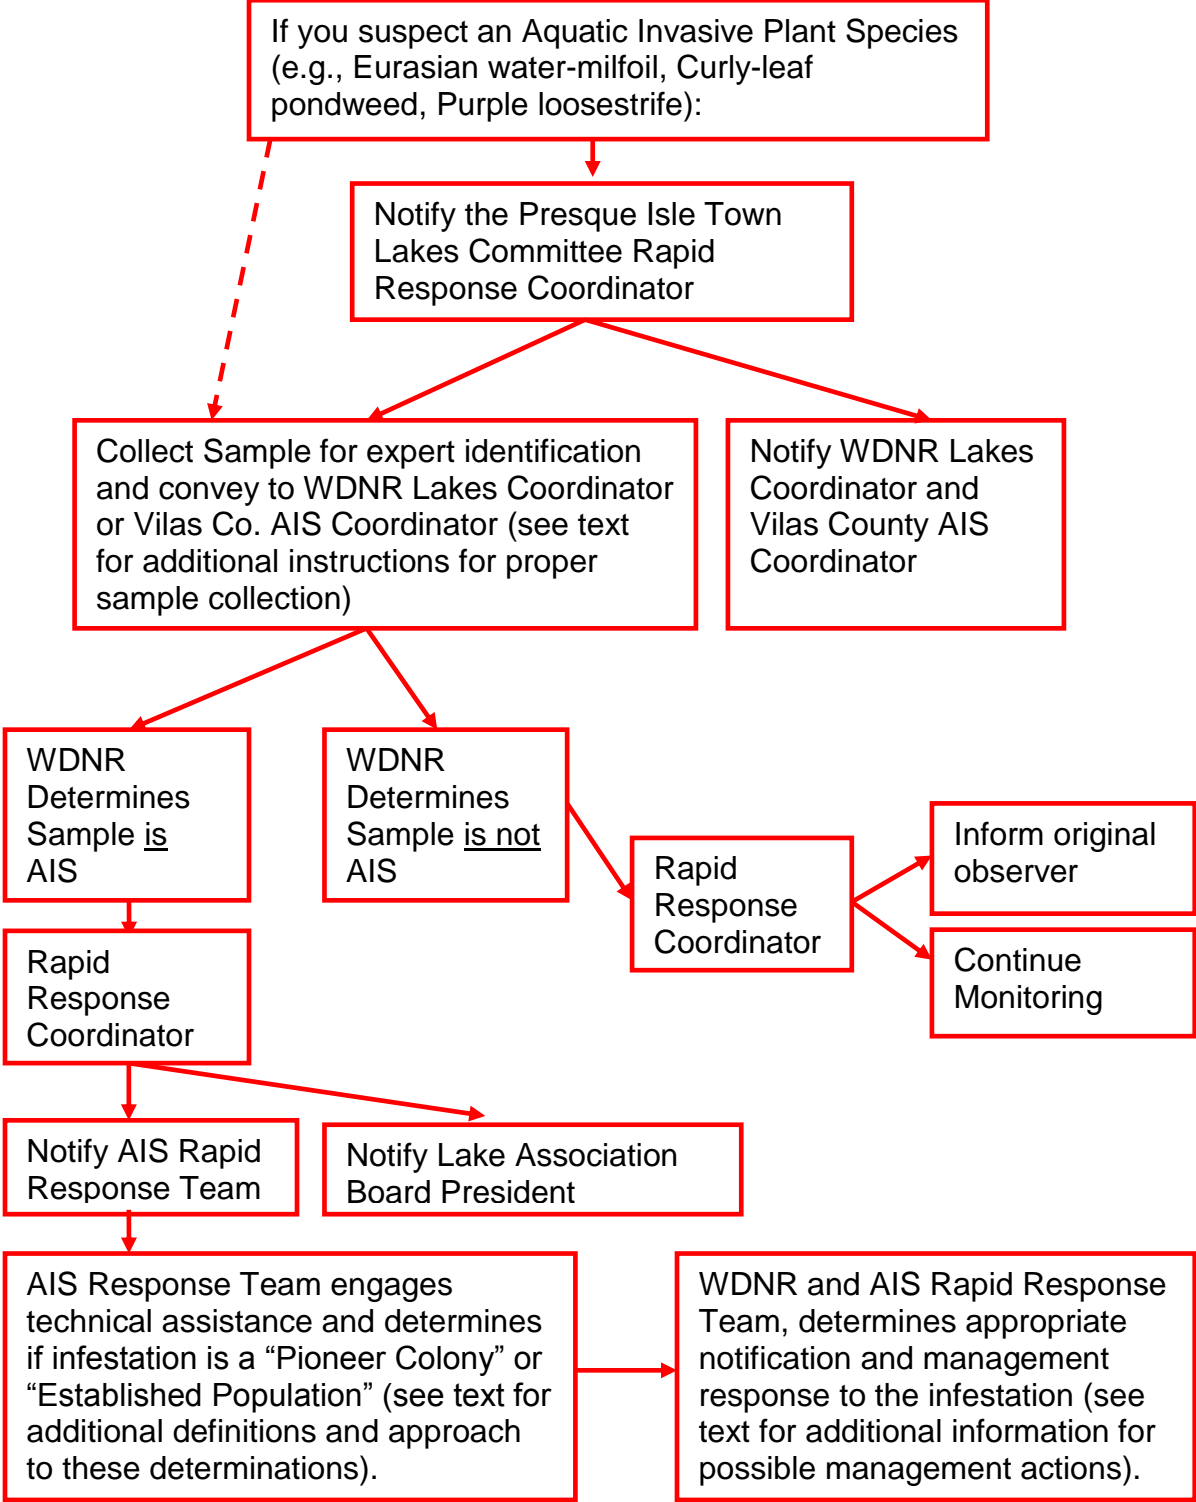 If you suspect an Aquatic Invasive Plant Species
(e.g., Eurasian water-milfoil, Curly-leaf
pondweed, Purple loosestrife):
Notify the Presque Isle Town
Lakes Committee Rapid
Response Coordinator
Collect Sample for expert identification
and convey to WDNR Lakes Coordinator
or Vilas Co. AIS Coordinator (see text
for additional instructions for proper
sample collection)
Notify WDNR Lakes
Coordinator and
Vilas County AIS
Coordinator
WDNR
Determines
Sample is
AIS
WDNR
Determines
Sample is not
AIS
Rapid
Response
Coordinator
Inform original
observer
Continue
Monitoring
Rapid
Response
Coordinator
Notify AIS Rapid
Response Team
Notify Lake Association
Board President
AIS Response Team engages
technical assistance and determines
if infestation is a “Pioneer Colony” or
“Established Population” (see text for
additional definitions and approach
to these determinations).
WDNR and AIS Rapid Response
Team, determines appropriate
notification and management
response to the infestation (see
text for additional information for
possible management actions).